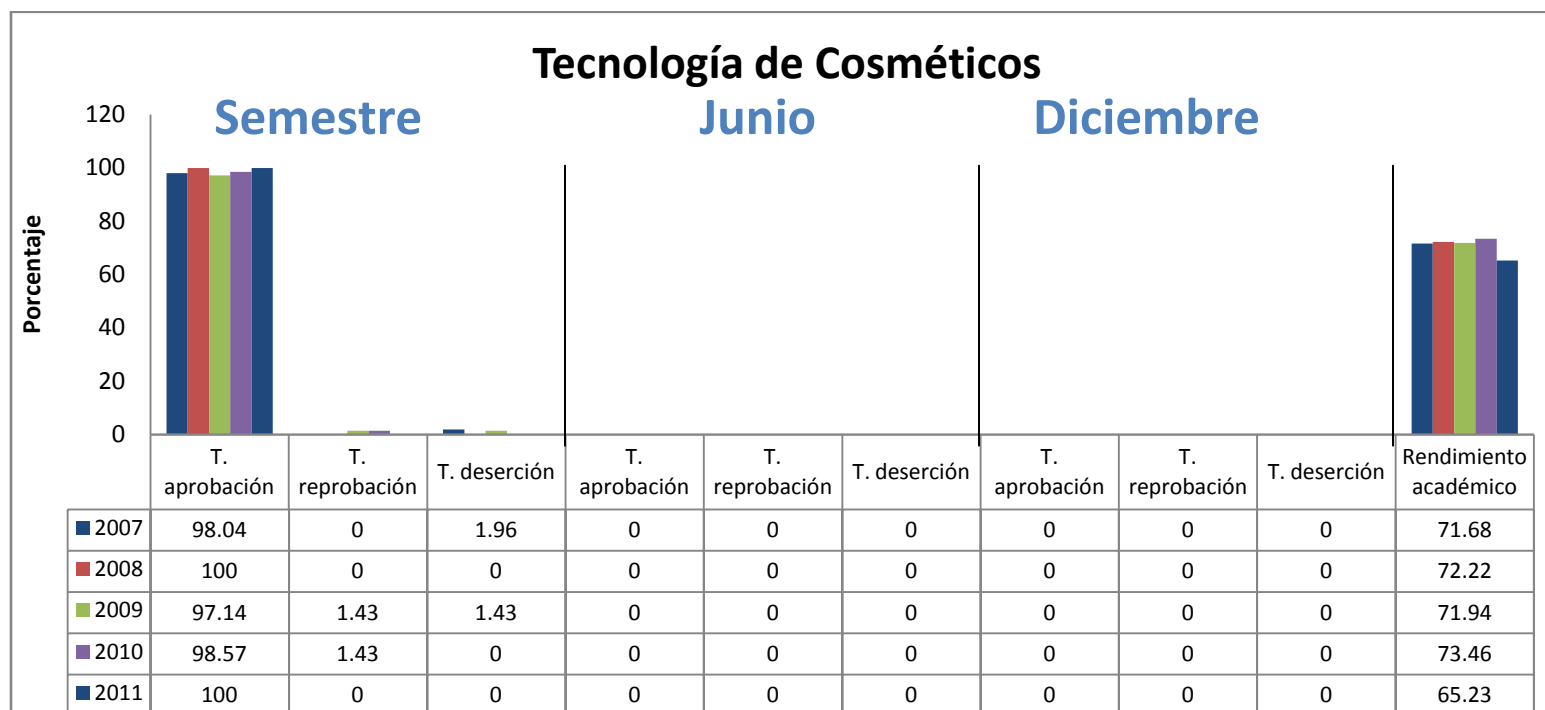 Tecnología de Cosméticos
Semestre Junio Diciembre
Porcentaje
120
100
80
60
40
20
0
T. aprobación T. reprobación T. deserción T. aprobación T. reprobación T. deserción T. aprobación T. reprobación T. deserción Rendimiento académico
2007 98.04 0 1.96 0 0 0 0 0 0 71.68
2008 100 0 0 0 0 0 0 0 0 72.22
2009 97.14 1.43 1.43 0 0 0 0 0 0 71.94
2010 98.57 1.43 0 0 0 0 0 0 0 73.46
2011 100 0 0 0 0 0 0 0 0 65.23